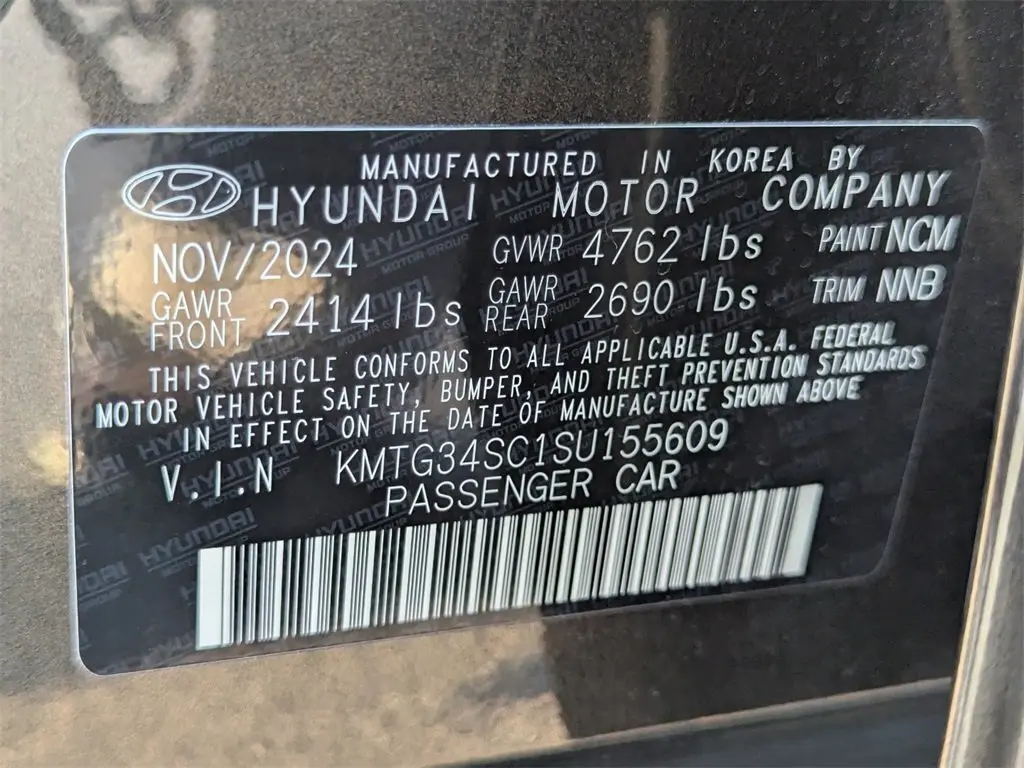 MANUFACTURED IN KOREA BY
HYUNDAI MOTOR COMPANY
NOV/2024 GVWR 4762 lbs PAINT NCM
GAWR FRONT 2414 lbs GAWR REAR 2690 lbs TRIM NNB
THIS VEHICLE CONFORMS TO ALL APPLICABLE U.S.A. FEDERAL
MOTOR VEHICLE SAFETY, BUMPER, AND THEFT PREVENTION STANDARDS
IN EFFECT ON THE DATE OF MANUFACTURE SHOWN ABOVE
V.I.N KMTG34SC1SU155609
PASSENGER CAR